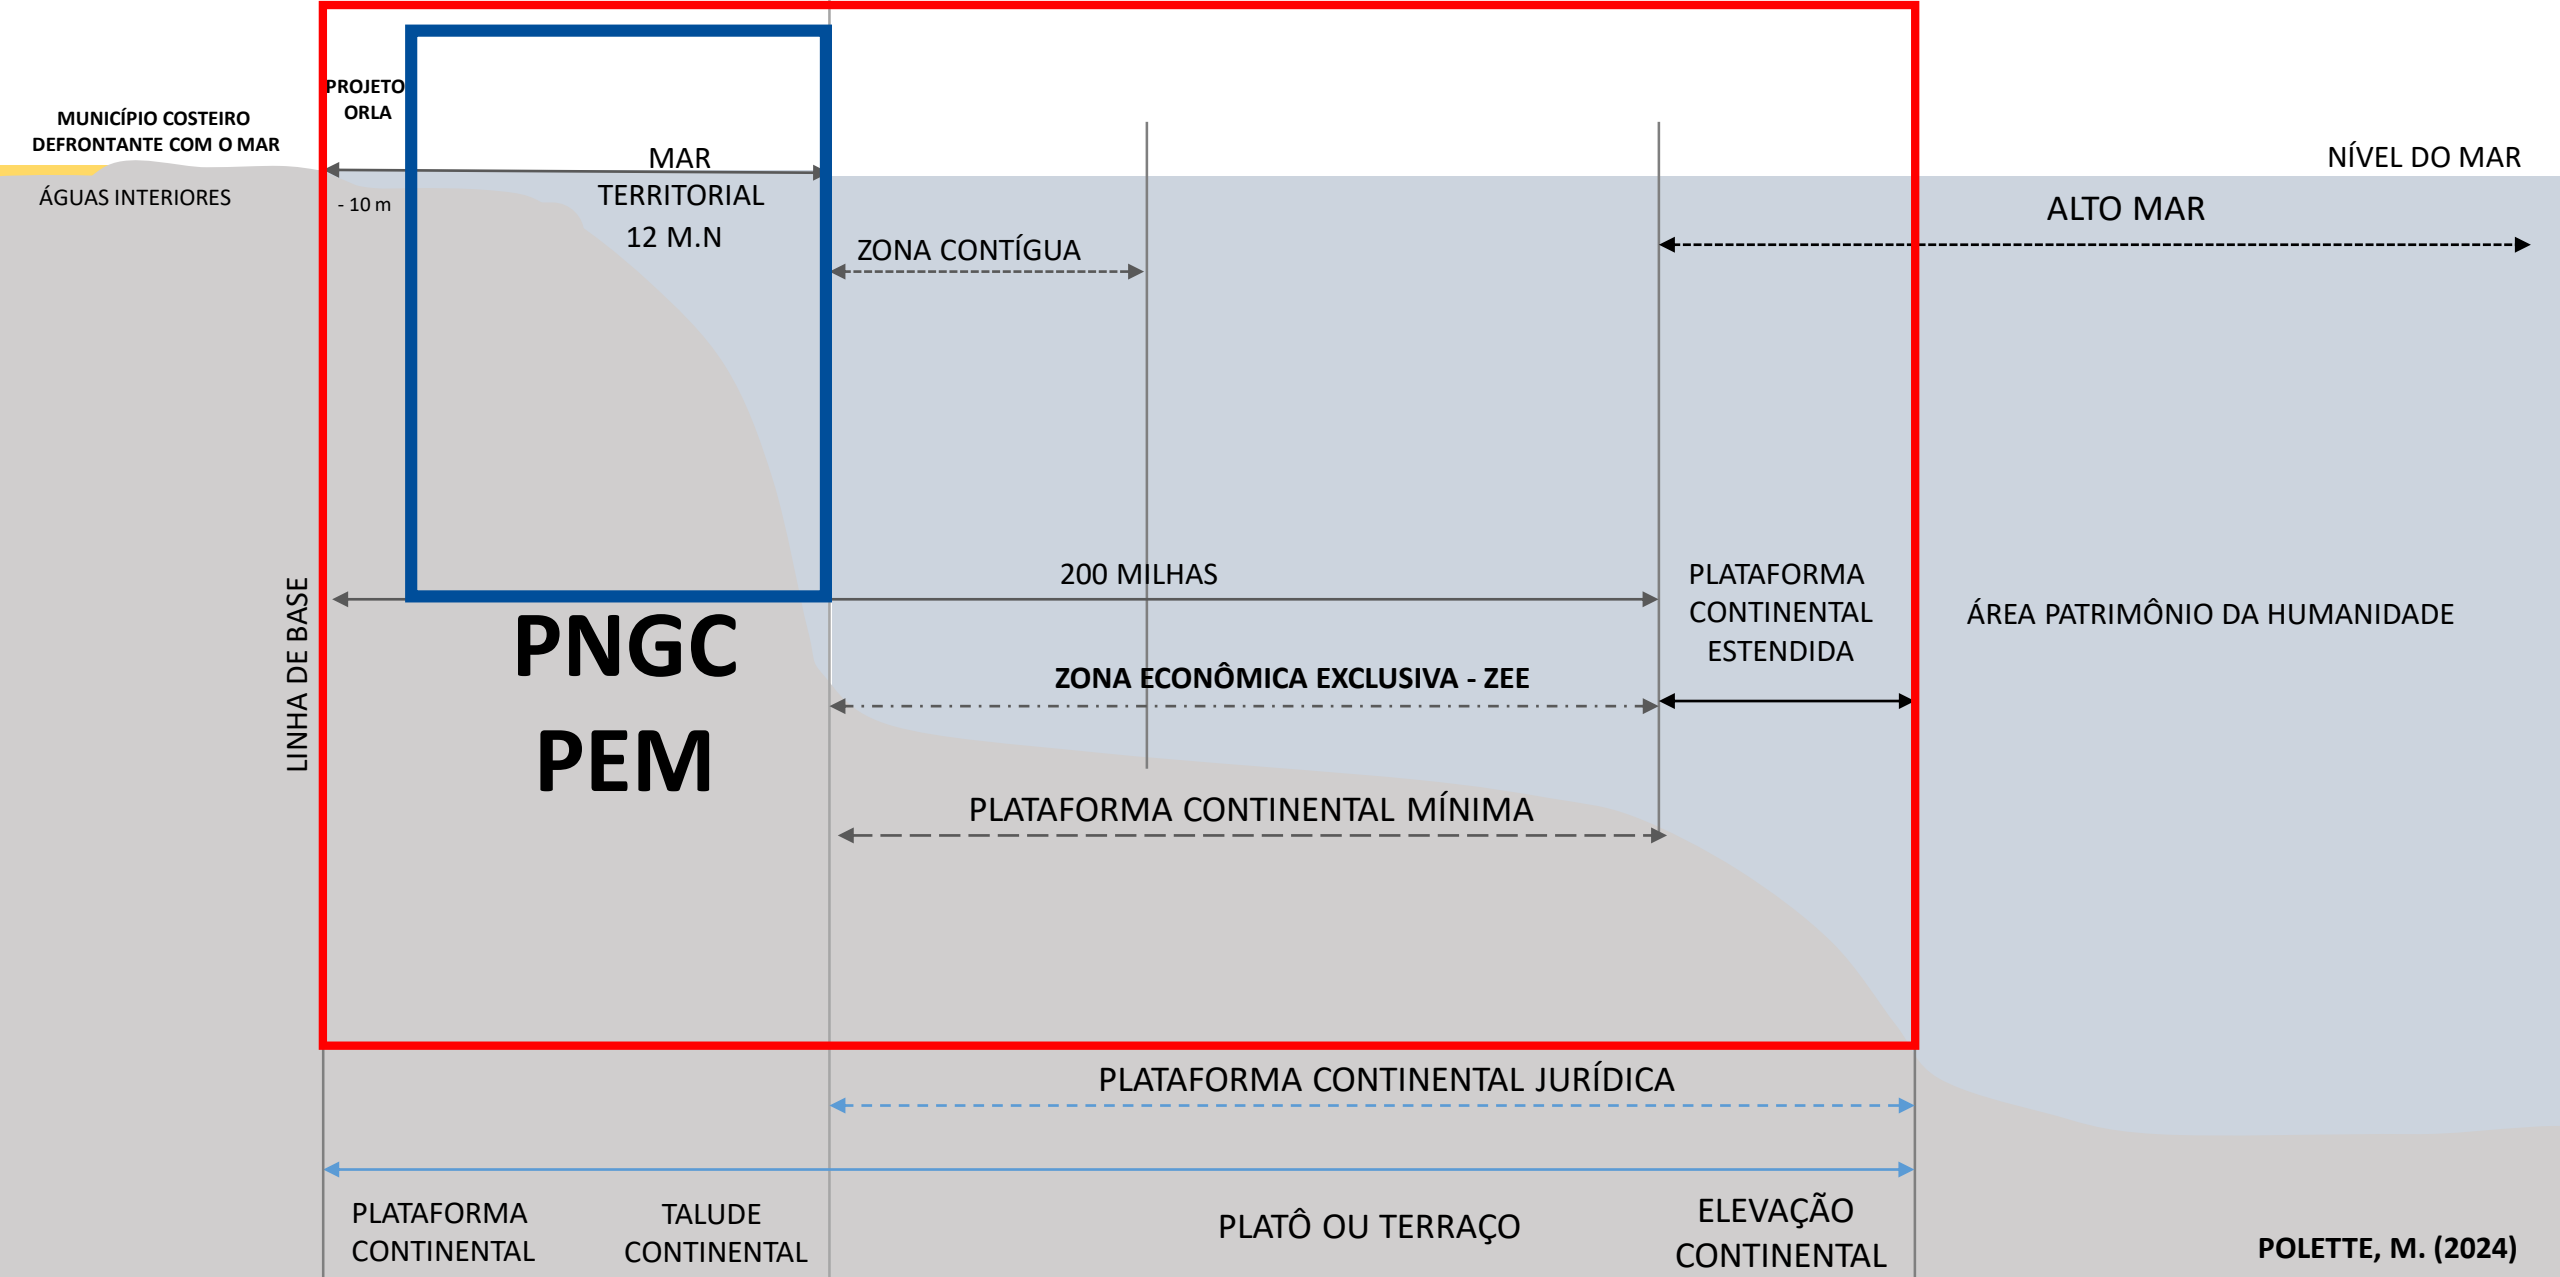 PROJETO
ORLA
MUNICÍPIO COSTEIRO
DEFRONTANTE COM O MAR
ÁGUAS INTERIORES
- 10 m
MAR
TERRITORIAL
12 M.N
ZONA CONTÍGUA
NÍVEL DO MAR
ALTO MAR
LINHA DE BASE
200 MILHAS
PLATAFORMA
CONTINENTAL
ESTENDIDA
ÁREA PATRIMÔNIO DA HUMANIDADE
PNGC
PEM
ZONA ECONÔMICA EXCLUSIVA - ZEE
PLATAFORMA CONTINENTAL MÍNIMA
PLATAFORMA CONTINENTAL JURÍDICA
PLATAFORMA
CONTINENTAL
TALUDE
CONTINENTAL
PLATÔ OU TERRAÇO
ELEVAÇÃO
CONTINENTAL
POLETTE, M. (2024)